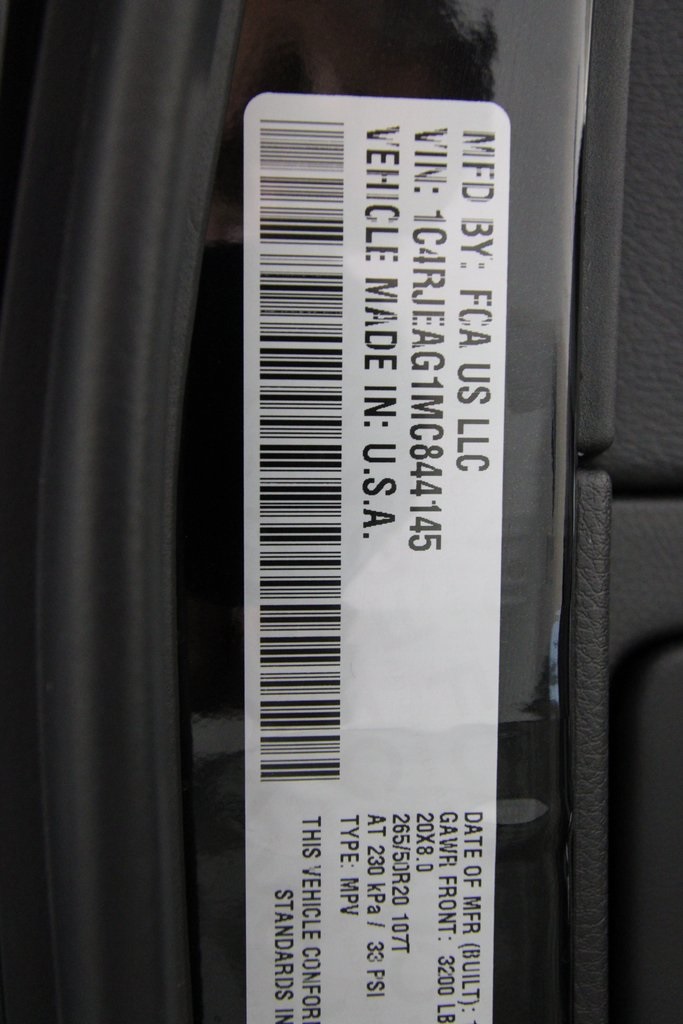 MFD BY: FCA US LLC
VIN: 1C4RJEAG1MC844145
VEHICLE MADE IN: U.S.A.
DATE OF MFR (BUILT):
GAWR FRONT: 3200 LB
20X8.0
265/50R20 107T
AT 230 kPa / 33 PSI
TYPE: MPV
THIS VEHICLE CONFOR
STANDARDS IN